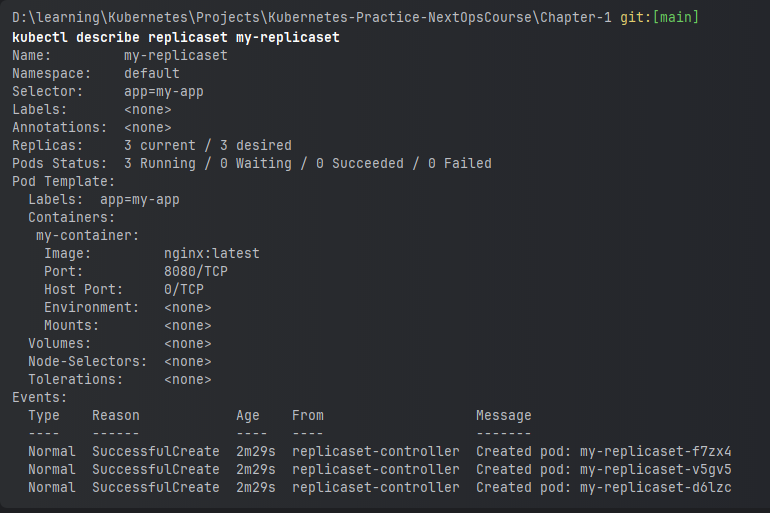 D:\learning\Kubernetes\Projects\Kubernetes-Practice-NextOpsCourse\Chapter-1 git:[main]
kubectl describe replicaset my-replicaset
Name:         my-replicaset
Namespace:    default
Selector:     app=my-app
Labels:       <none>
Annotations:  <none>
Replicas:     3 current / 3 desired
Pods Status:  3 Running / 0 Waiting / 0 Succeeded / 0 Failed
Pod Template:
  Labels:  app=my-app
  Containers:
   my-container:
    Image:         nginx:latest
    Port:          8080/TCP
    Host Port:     0/TCP
    Environment:   <none>
    Mounts:        <none>
  Volumes:         <none>
  Node-Selectors:  <none>
  Tolerations:     <none>
Events:
  Type    Reason            Age    From                   Message
  ----    ------            ----   ----                   -------
  Normal  SuccessfulCreate  2m29s  replicaset-controller  Created pod: my-replicaset-f7zx4
  Normal  SuccessfulCreate  2m29s  replicaset-controller  Created pod: my-replicaset-v5gv5
  Normal  SuccessfulCreate  2m29s  replicaset-controller  Created pod: my-replicaset-d6lzc